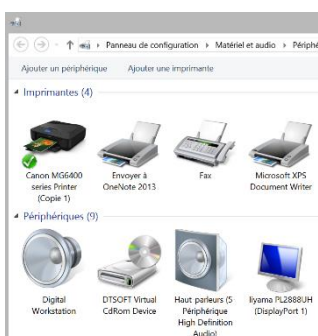 Panneau de configuration ▸ Matériel et audio ▸ Périphé
Ajouter un périphérique Ajouter une imprimante
Imprimantes (4)
Canon MG6400 series Printer (Copie 1)
Envoyer à OneNote 2013
Fax
Microsoft XPS Document Writer
Périphériques (9)
Digital Workstation
DTSOFT Virtual CdRom Device
Haut parleurs (5 Périphérique High Definition Audio)
Iiyama PL2888UH (DisplayPort 1)